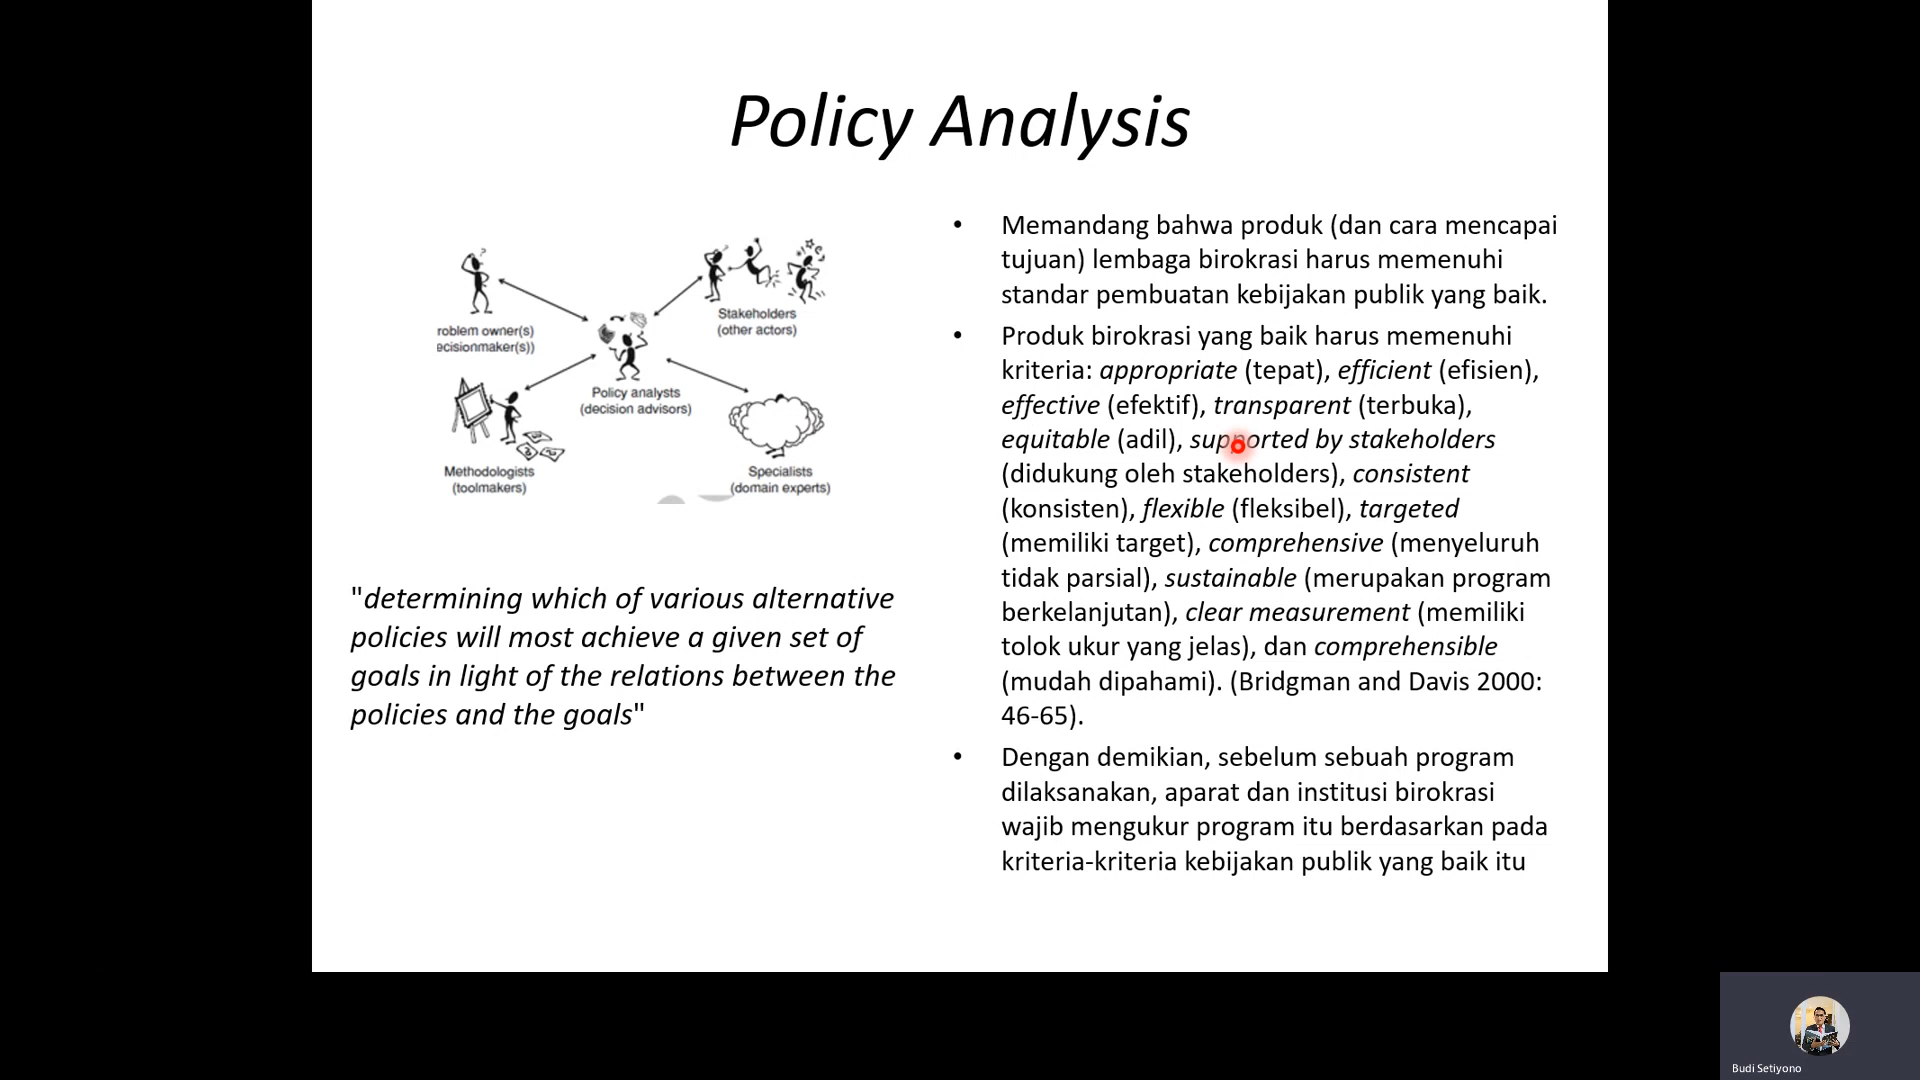 Policy Analysis
roblem owner(s)
ecisionmaker(s))
Stakeholders
(other actors)
Policy analysts
(decision advisors)
Methodologists
(toolmakers)
Specialists
(domain experts)
"determining which of various alternative
policies will most achieve a given set of
goals in light of the relations between the
policies and the goals"
• Memandang bahwa produk (dan cara mencapai
tujuan) lembaga birokrasi harus memenuhi
standar pembuatan kebijakan publik yang baik.
• Produk birokrasi yang baik harus memenuhi
kriteria: appropriate (tepat), efficient (efisien),
effective (efektif), transparent (terbuka),
equitable (adil), supported by stakeholders
(didukung oleh stakeholders), consistent
(konsisten), flexible (fleksibel), targeted
(memiliki target), comprehensive (menyeluruh
tidak parsial), sustainable (merupakan program
berkelanjutan), clear measurement (memiliki
tolok ukur yang jelas), dan comprehensible
(mudah dipahami). (Bridgman and Davis 2000:
46-65).
• Dengan demikian, sebelum sebuah program
dilaksanakan, aparat dan institusi birokrasi
wajib mengukur program itu berdasarkan pada
kriteria-kriteria kebijakan publik yang baik itu
Budi Setiyono